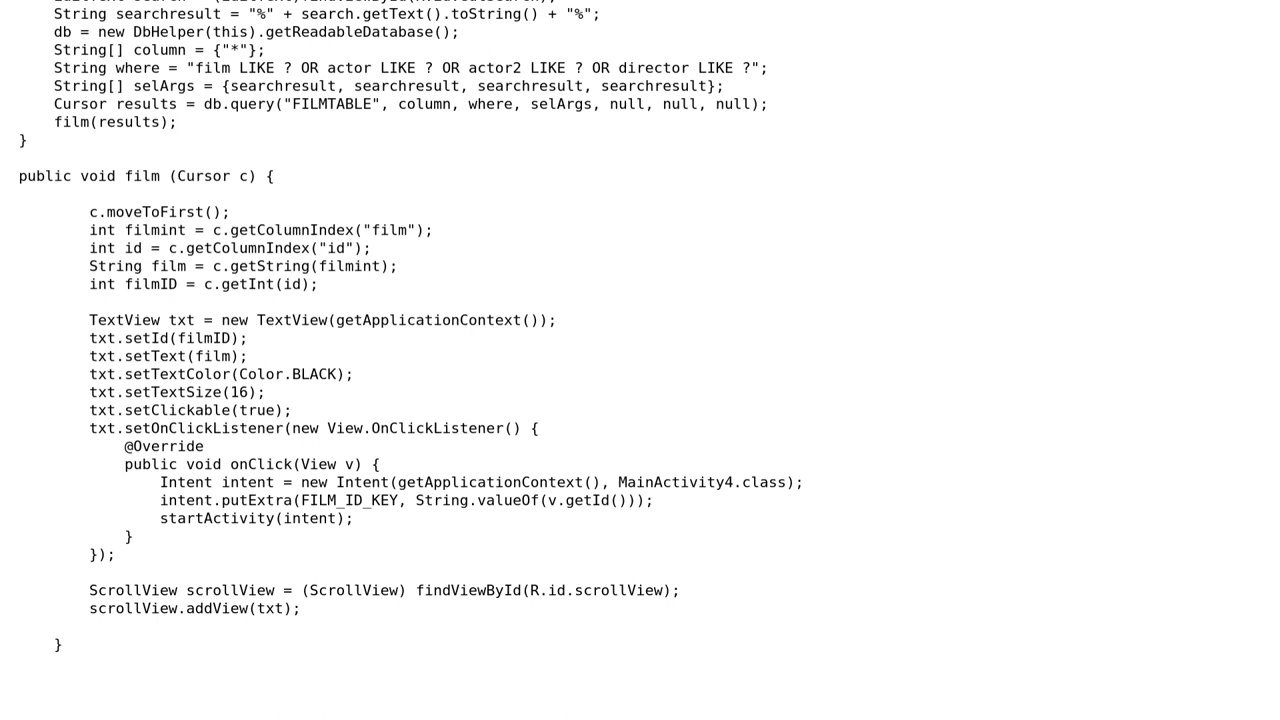 String searchresult = "%" + search.getText().toString() + "%";
db = new DbHelper(this).getReadableDatabase();
String[] column = {"*"};
String where = "film LIKE ? OR actor LIKE ? OR actor2 LIKE ? OR director LIKE ?";
String[] selArgs = {searchresult, searchresult, searchresult, searchresult};
Cursor results = db.query("FILMTABLE", column, where, selArgs, null, null, null);
film(results);
}
public void film (Cursor c) {
c.moveToFirst();
int filmint = c.getColumnIndex("film");
int id = c.getColumnIndex("id");
String film = c.getString(filmint);
int filmID = c.getInt(id);
TextView txt = new TextView(getApplicationContext());
txt.setId(filmID);
txt.setText(film);
txt.setTextColor(Color.BLACK);
txt.setTextSize(16);
txt.setClickable(true);
txt.setOnClickListener(new View.OnClickListener() {
@Override
public void onClick(View v) {
Intent intent = new Intent(getApplicationContext(), MainActivity4.class);
intent.putExtra(FILM_ID_KEY, String.valueOf(v.getId()));
startActivity(intent);
}
});
ScrollView scrollView = (ScrollView) findViewById(R.id.scrollView);
scrollView.addView(txt);
}